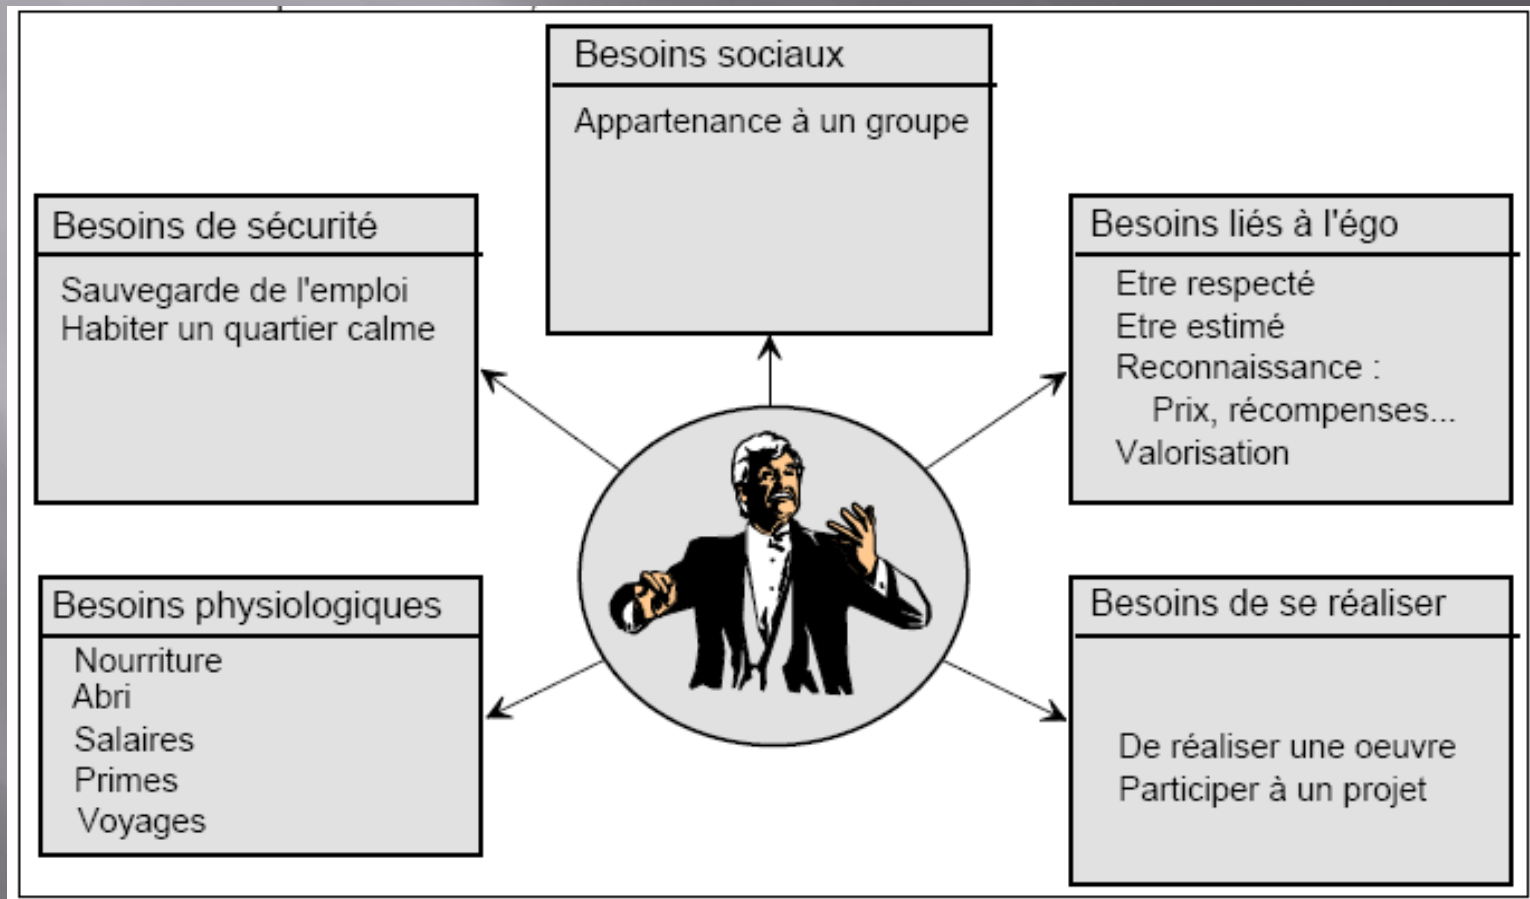 Besoins sociaux
Appartenance à un groupe
Besoins de sécurité
Sauvegarde de l'emploi
Habiter un quartier calme
Besoins liés à l'égo
Etre respecté
Etre estimé
Reconnaissance :
Prix, récompenses...
Valorisation
Besoins physiologiques
Nourriture
Abri
Salaires
Primes
Voyages
Besoins de se réaliser
De réaliser une oeuvre
Participer à un projet